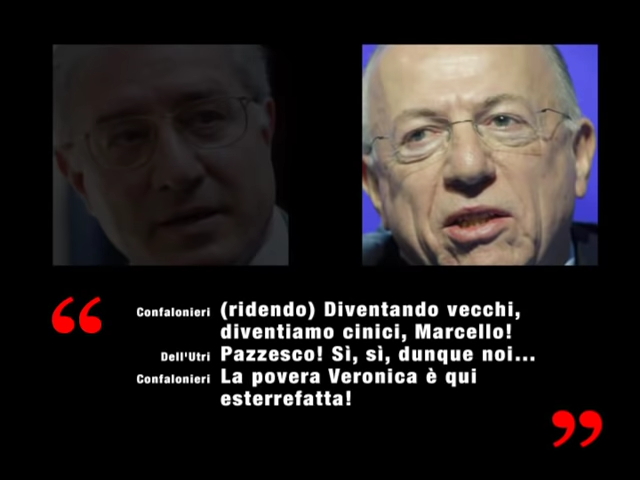 “
Confalonieri (ridendo) Diventando vecchi,
diventiamo cinici, Marcello!
Dell'Utri Pazzesco! Sì, sì, dunque noi...
Confalonieri La povera Veronica è qui
esterrefatta!
”